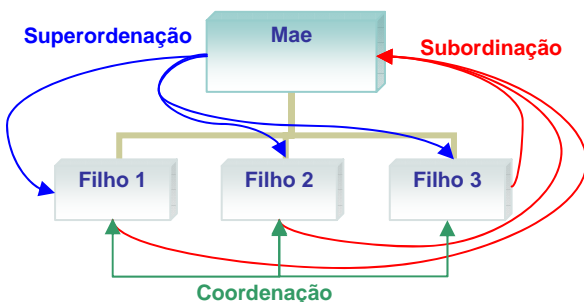 Superordenação
Mae
Subordinação
Filho 1
Filho 2
Filho 3
Coordenação